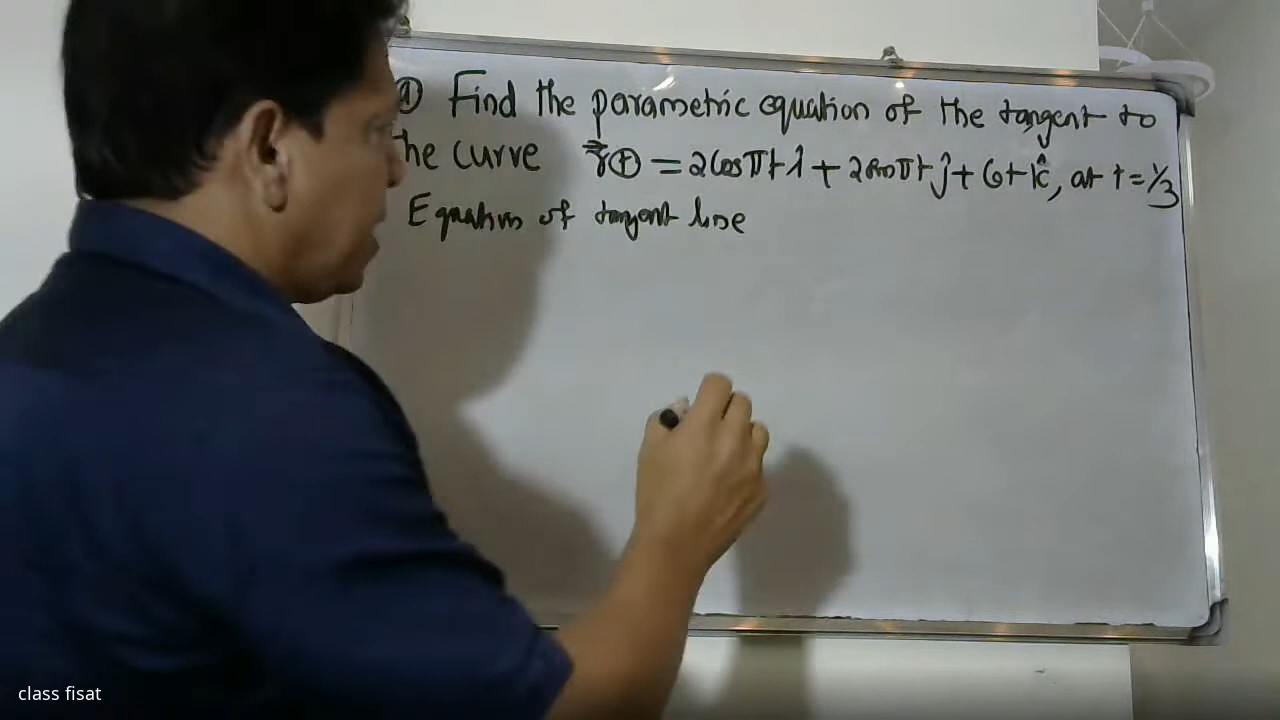 ① Find the parametric equation of the tangent to
the curve r⃗(t) = 2cosπt i + 2sinπt j + 6t k̂, at t = 1/3
Equation of tangent line
class fisat